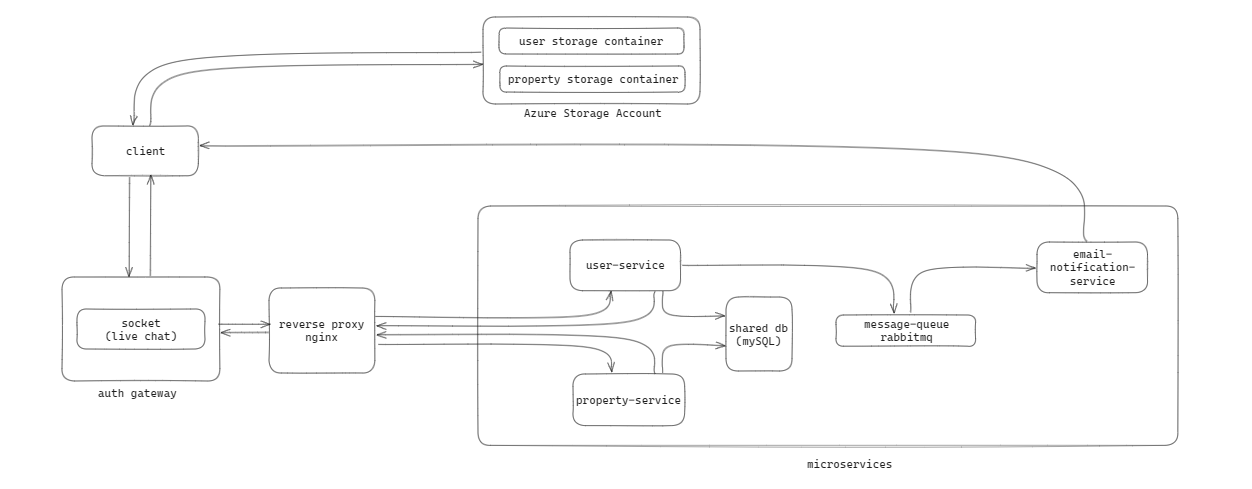 user storage container
property storage container
Azure Storage Account
client
user-service
email-
notification-
service
socket
(live chat)
reverse proxy
nginx
shared db
(mySQL)
message-queue
rabbitmq
auth gateway
property-service
microservices